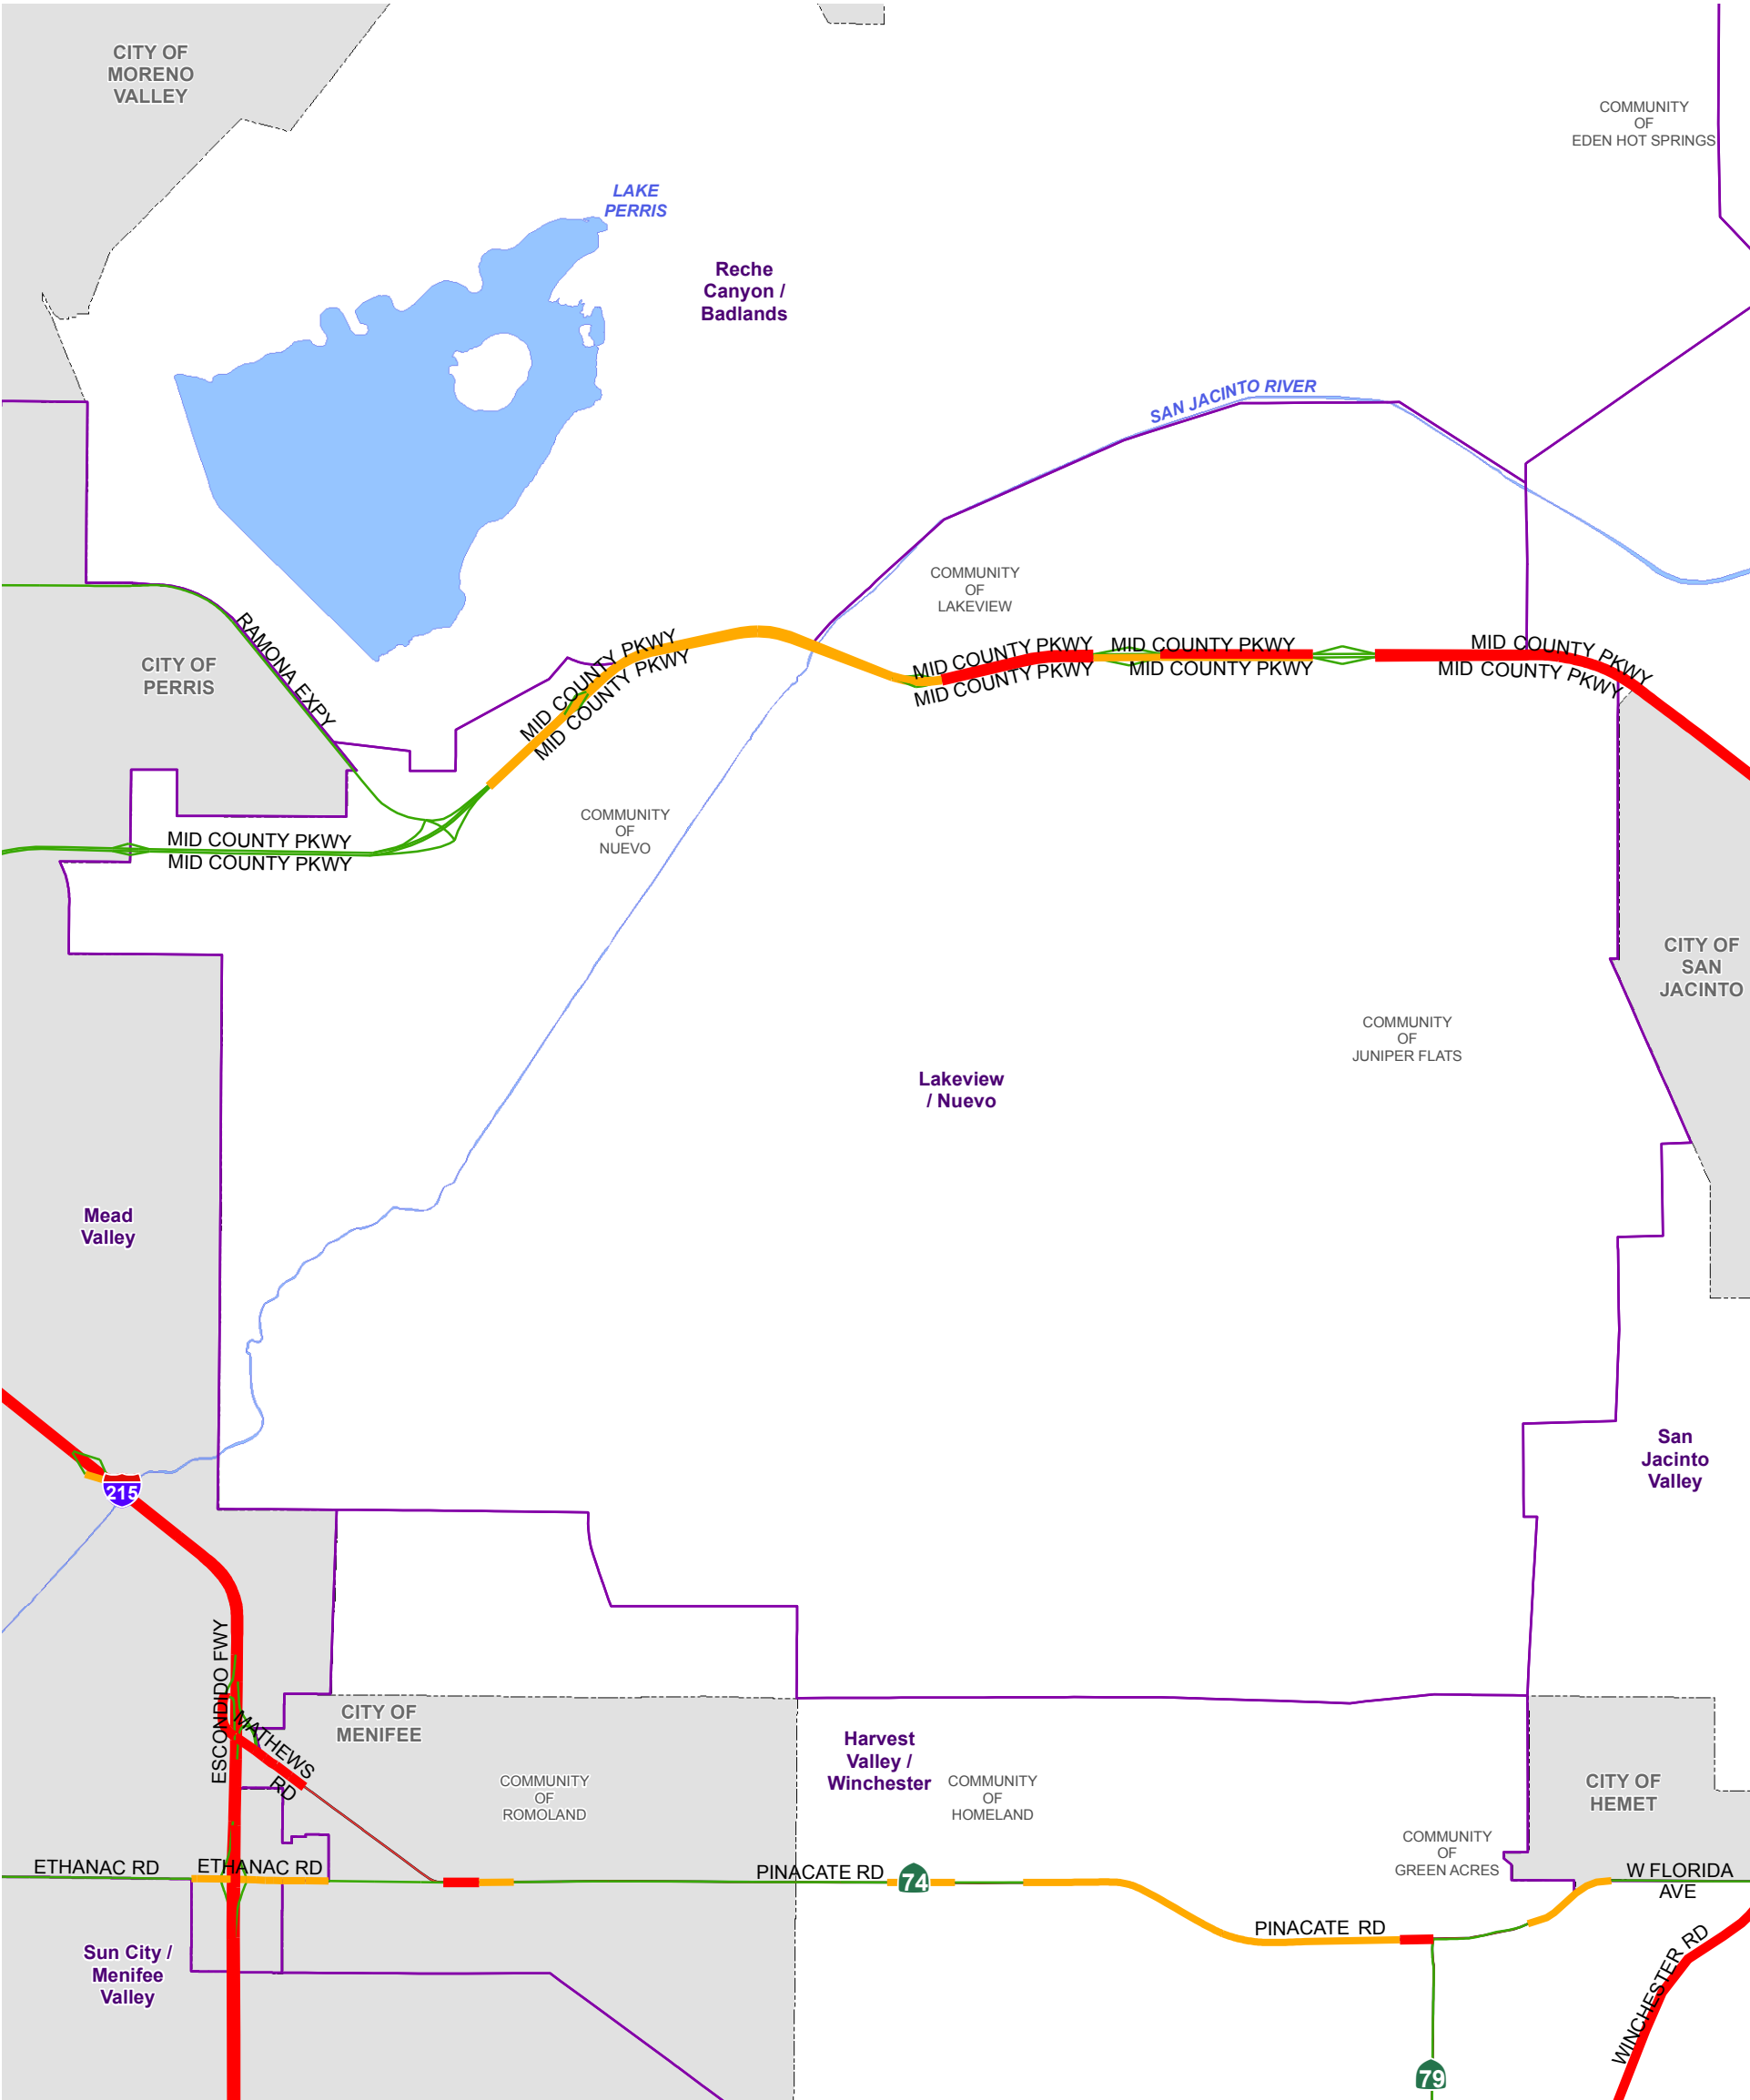 CITY OF
MORENO
VALLEY
COMMUNITY
OF
EDEN HOT SPRINGS
LAKE
PERRIS
Reche
Canyon /
Badlands
SAN JACINTO RIVER
COMMUNITY
OF
LAKEVIEW
RAMONA EXPY
CITY OF
PERRIS
MID COUNTY PKWY
MID COUNTY PKWY
MID COUNTY PKWY
MID COUNTY PKWY
MID COUNTY PKWY
MID COUNTY PKWY
MID COUNTY PKWY
MID COUNTY PKWY
COMMUNITY
OF
NUEVO
MID COUNTY PKWY
MID COUNTY PKWY
CITY OF
SAN
JACINTO
COMMUNITY
OF
JUNIPER FLATS
Lakeview
/ Nuevo
Mead
Valley
San
Jacinto
Valley
215
ESCONDIDO FWY
CITY OF
MENIFEE
MATHEWS
RD
Harvest
Valley /
Winchester
COMMUNITY
OF
ROMOLAND
COMMUNITY
OF
HOMELAND
CITY OF
HEMET
COMMUNITY
OF
GREEN ACRES
ETHANAC RD
ETHANAC RD
PINACATE RD
74
W FLORIDA
AVE
PINACATE RD
WINCHESTER RD
Sun City /
Menifee
Valley
79